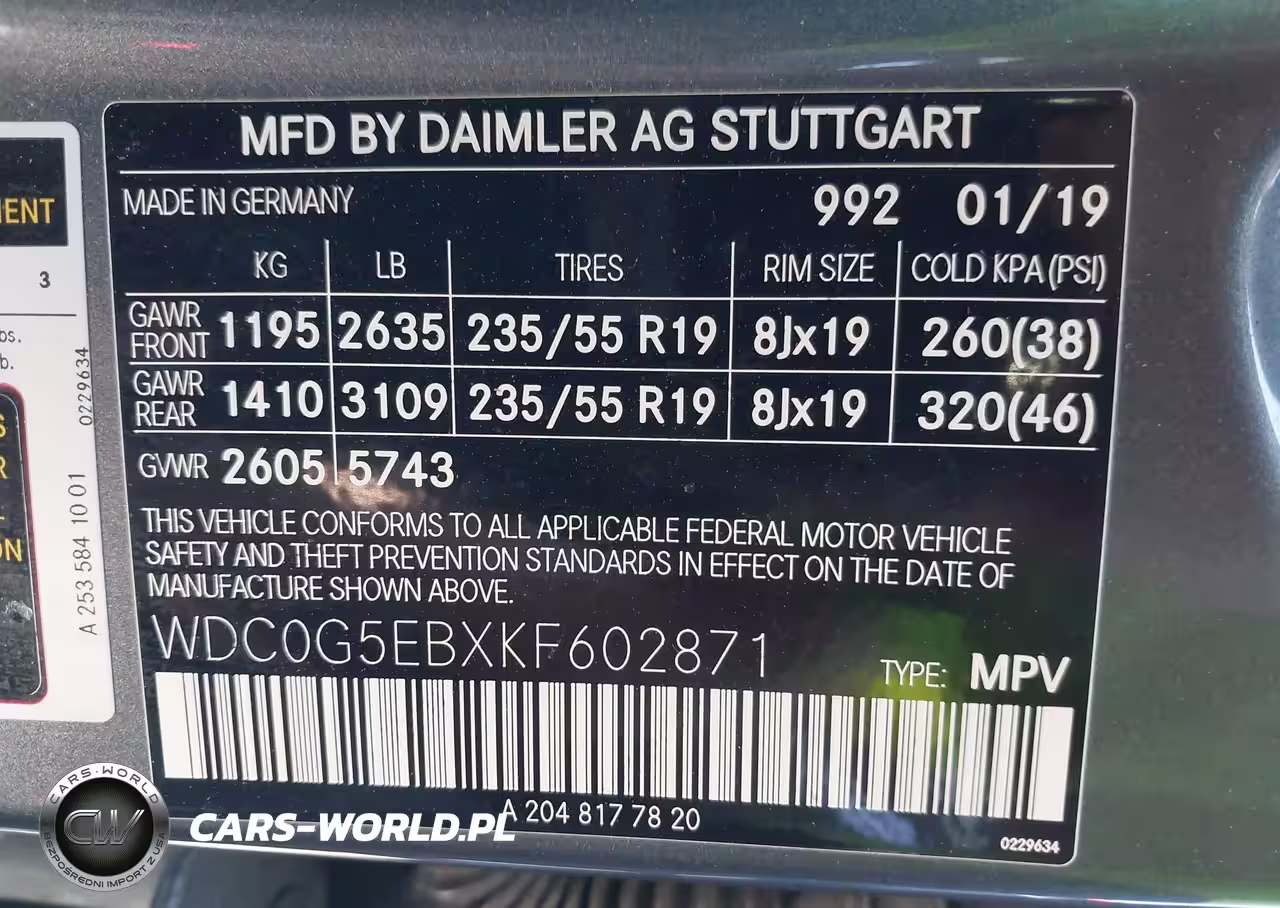 MFD BY DAIMLER AG STUTTGART
MADE IN GERMANY 992 01/19
KG LB TIRES RIM SIZE COLD KPA(PSI)
GAWR FRONT 1195 2635 235/55 R19 8Jx19 260(38)
GAWR REAR 1410 3109 235/55 R19 8Jx19 320(46)
GVWR 2605 5743
THIS VEHICLE CONFORMS TO ALL APPLICABLE FEDERAL MOTOR VEHICLE
SAFETY AND THEFT PREVENTION STANDARDS IN EFFECT ON THE DATE OF
MANUFACTURE SHOWN ABOVE.
WDC0G5EBXKF602871
TYPE: MPV
A 204 817 78 20
0229634
3
0229634
A 253 584 10 01
CARS-WORLD
CW
BEZPOŚREDNI IMPORT Z USA
CARS-WORLD.PL